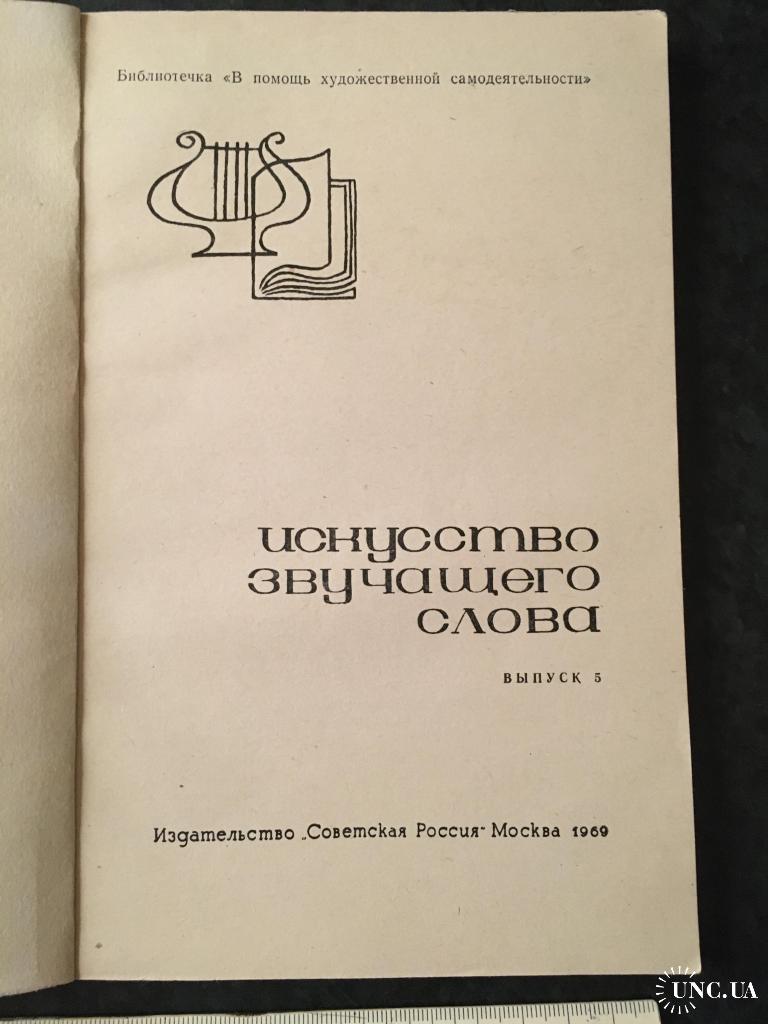 Библиотечка «В помощь художественной самодеятельности»
искусство
звучащего
слова
ВЫПУСК 5
Издательство „Советская Россия“ Москва 1969
UNC.UA